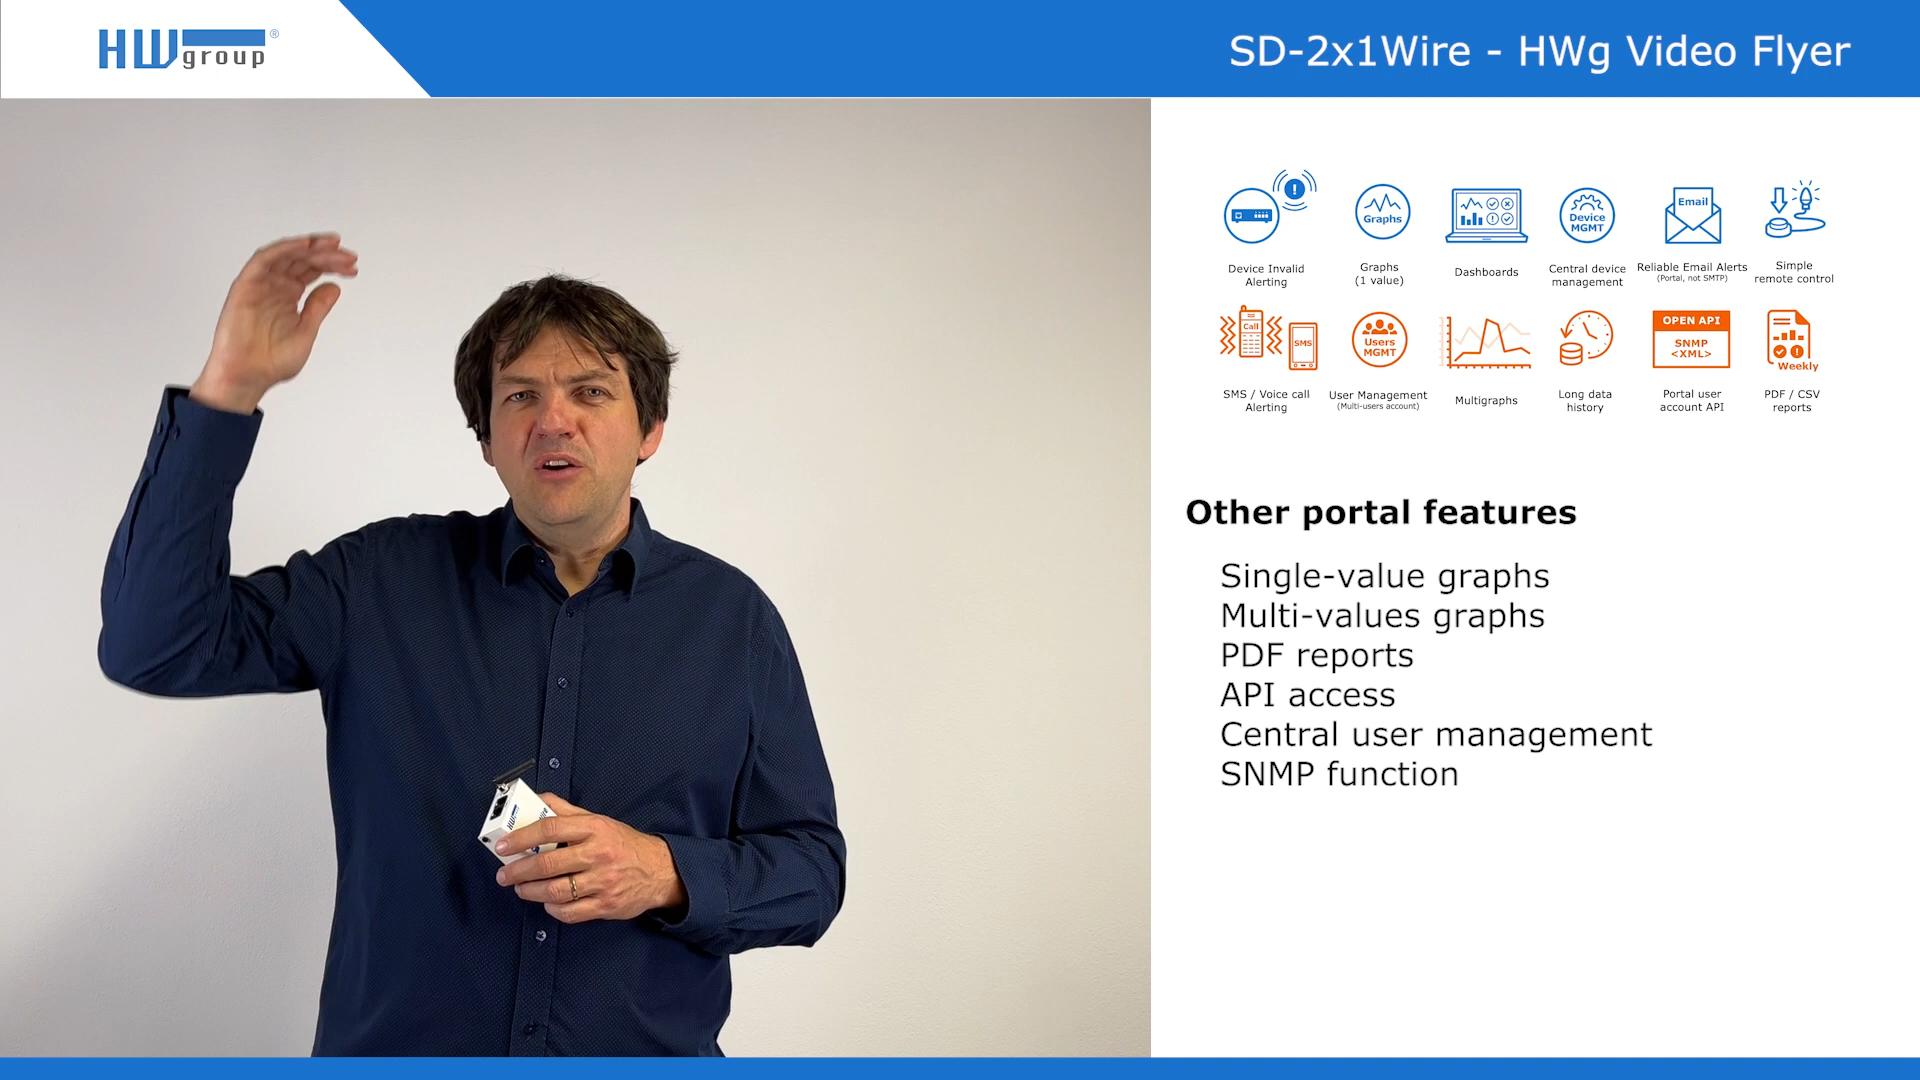 HWgroup®
SD-2x1Wire - HWg Video Flyer
Graphs
Device
MGMT
Email
Device Invalid
Alerting
Graphs
(1 value)
Dashboards
Central device
management
Reliable Email Alerts
(Portal, not SMTP)
Simple
remote control
Call
SMS
Users
MGMT
OPEN API
SNMP
<XML>
Weekly
SMS / Voice call
Alerting
User Management
(Multi-users account)
Multigraphs
Long data
history
Portal user
account API
PDF / CSV
reports
Other portal features
Single-value graphs
Multi-values graphs
PDF reports
API access
Central user management
SNMP function